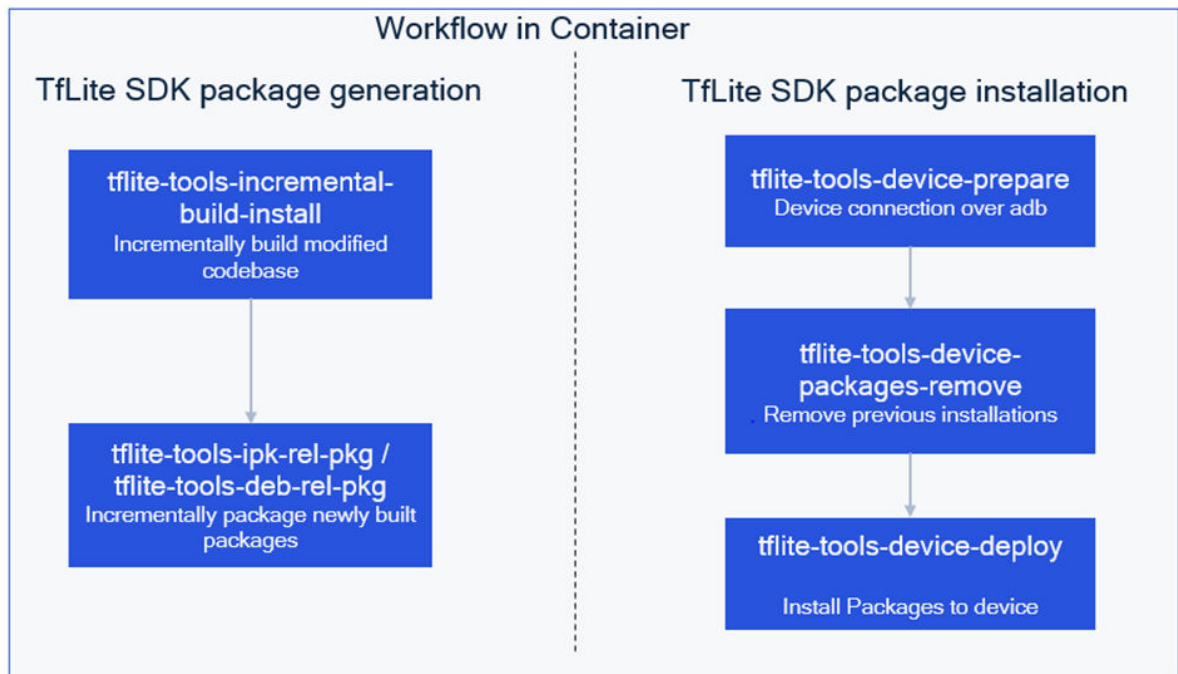 Workflow in Container
TfLite SDK package generation
tflite-tools-incremental-
build-install
Incrementally build modified
codebase
tflite-tools-ipk-rel-pkg /
tflite-tools-deb-rel-pkg
Incrementally package newly built
packages
TfLite SDK package installation
tflite-tools-device-prepare
Device connection over adb
tflite-tools-device-
packages-remove
. Remove previous installations
tflite-tools-device-deploy
Install Packages to device